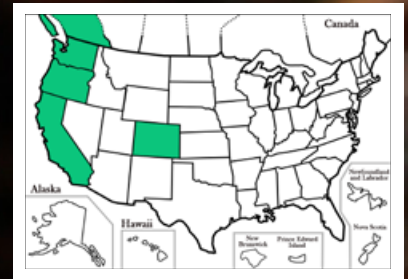 Canada
Newfoundland
and Labrador
Alaska
Hawaii
New
Brunswick
Prince Edward
Island
Nova Scotia